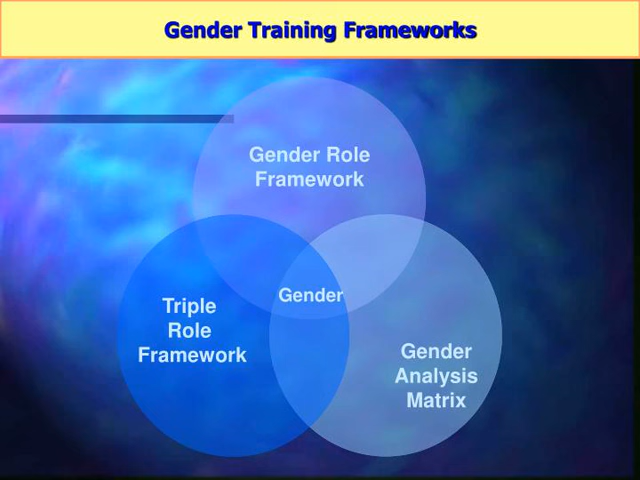 Gender Training Frameworks
Gender Role
Framework
Gender
Triple
Role
Framework
Gender
Analysis
Matrix